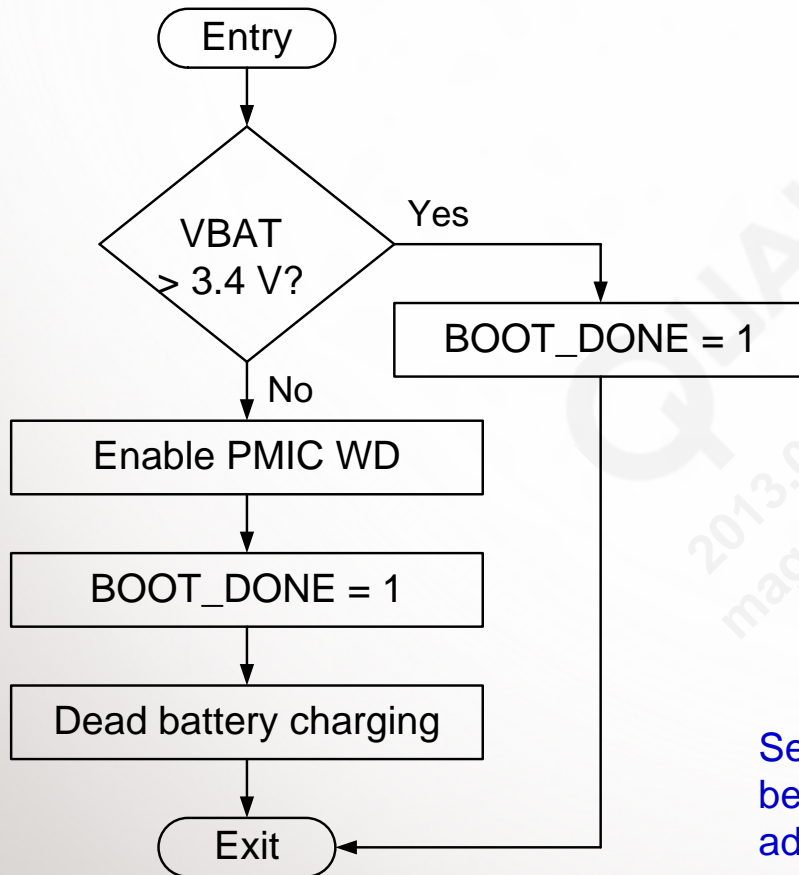 Entry
VBAT
> 3.4 V?
Yes
BOOT_DONE = 1
No
Enable PMIC WD
BOOT_DONE = 1
Dead battery charging
Exit